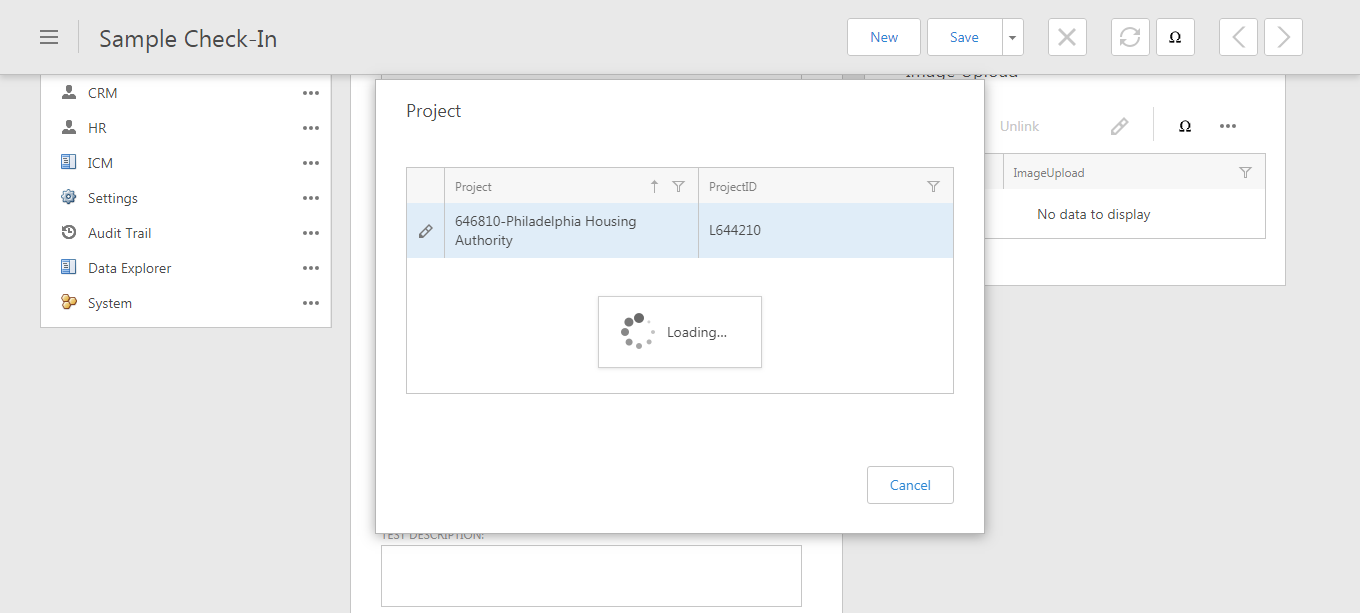 Sample Check-In
New
Save
Ω
CRM
HR
ICM
Settings
Audit Trail
Data Explorer
System
Image Upload
Unlink
Ω
ImageUpload
No data to display
Project
Project
ProjectID
646810-Philadelphia Housing
Authority
L644210
Loading...
Cancel
TEST DESCRIPTION: